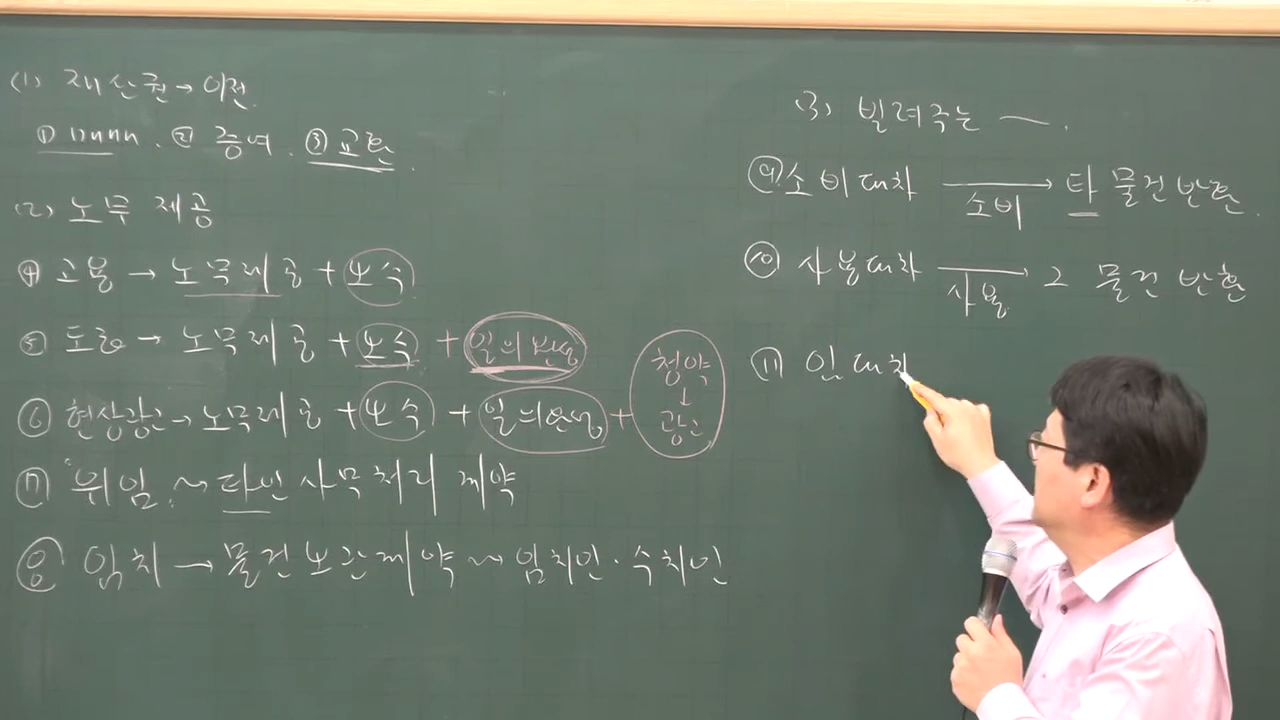 (1) 재산권→이전.
① 매매. ② 증여. ③ 교환.
(2) 노무 제공
④ 고용 → 노무제공 + 보수
⑤ 도급 → 노무제공 + 보수 + 일의 완성
⑥ 현상광고 → 노무제공 + 보수 + 일의완성 + 청약 ↓ 광고
⑦ 위임 ~ 타인 사무처리 계약
⑧ 임치 → 물건보관계약 ~ 임치인·수치인
(3) 빌려주는 ~.
⑨ 소비대차 → 타 물건 반환.
소비
⑩ 사용대차 → 그 물건 반환
사용
⑪ 임대차